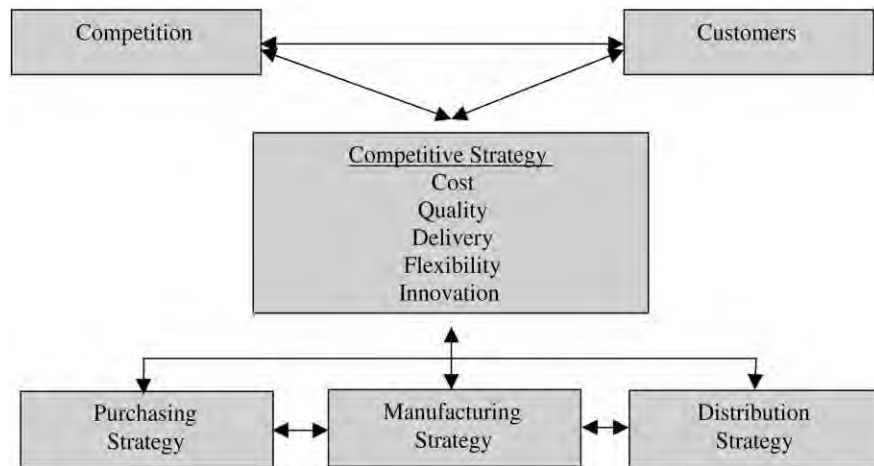 Competition
Customers
Competitive Strategy
Cost
Quality
Delivery
Flexibility
Innovation
Purchasing
Strategy
Manufacturing
Strategy
Distribution
Strategy